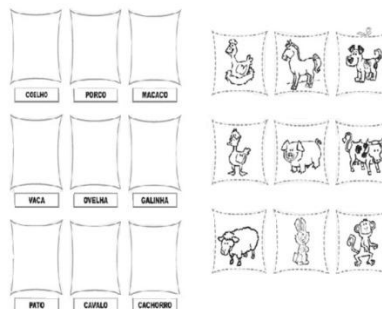 COELHO PORCO MACACO
VACA OVELHA GALINHA
PATO CAVALO CACHORRO